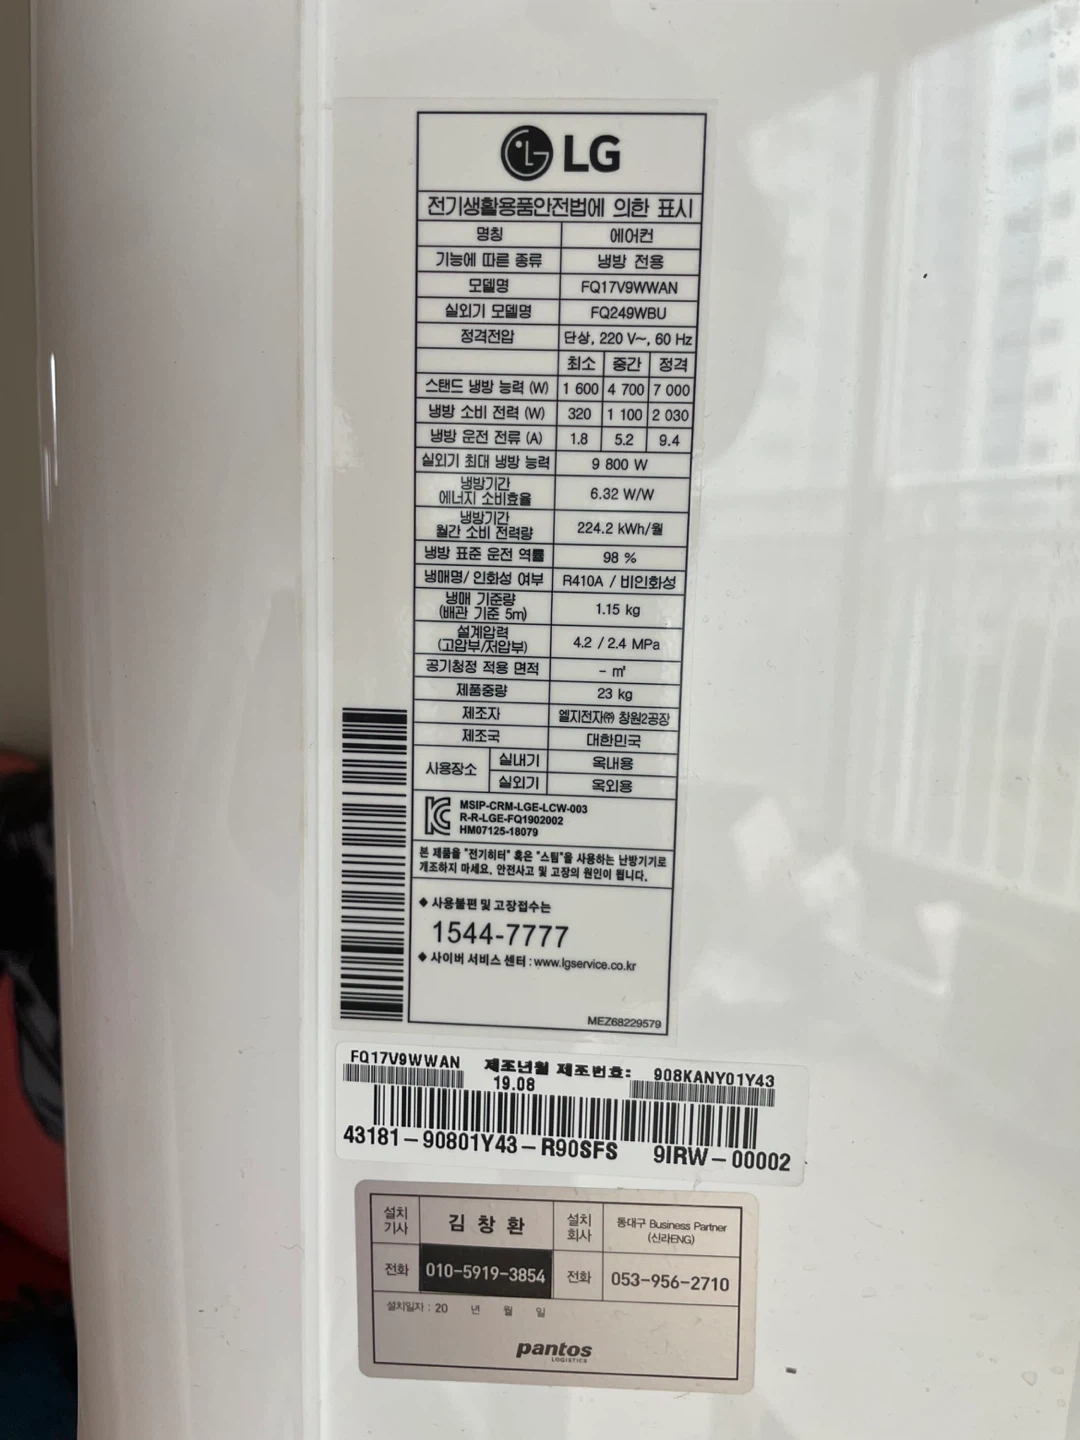 LG
전기생활용품안전법에 의한 표시
명칭 에어컨
기능에 따른 종류 냉방 전용
모델명 FQ17V9WWAN
실외기 모델명 FQ249WBU
정격전압 단상, 220 V~, 60 Hz
최소 중간 정격
스탠드 냉방 능력 (W) 1 600 4 700 7 000
냉방 소비 전력 (W) 320 1 100 2 030
냉방 운전 전류 (A) 1.8 5.2 9.4
실외기 최대 냉방 능력 9 800 W
냉방기간
에너지 소비효율 6.32 W/W
냉방기간
월간 소비 전력량 224.2 kWh/월
냉방 표준 운전 역률 98 %
냉매명/ 인화성 여부 R410A / 비인화성
냉매 기준량
(배관 기준 5m) 1.15 kg
설계압력
(고압부/저압부) 4.2 / 2.4 MPa
공기청정 적용 면적 - ㎡
제품중량 23 kg
제조자 엘지전자㈜ 창원2공장
제조국 대한민국
사용장소 실내기 옥내용
실외기 옥외용
MSIP-CRM-LGE-LCW-003
R-R-LGE-FQ1902002
HM07125-18079
본 제품을 "전기히터" 혹은 "스팀"을 사용하는 난방기기로
개조하지 마세요. 안전사고 및 고장의 원인이 됩니다.
◆ 사용불편 및 고장접수는
1544-7777
◆ 사이버 서비스 센터 : www.lgservice.co.kr
MEZ68229579
FQ17V9WWAN 제조년월 제조번호: 908KANY01Y43
19.08
43181-90801Y43-R90SFS 9IRW-00002
설치
기사 김 창 환 설치
회사 동대구 Business Partner
(신라ENG)
전화 010-5919-3854 전화 053-956-2710
설치일자 : 20 년 월 일
pantos
LOGISTICS